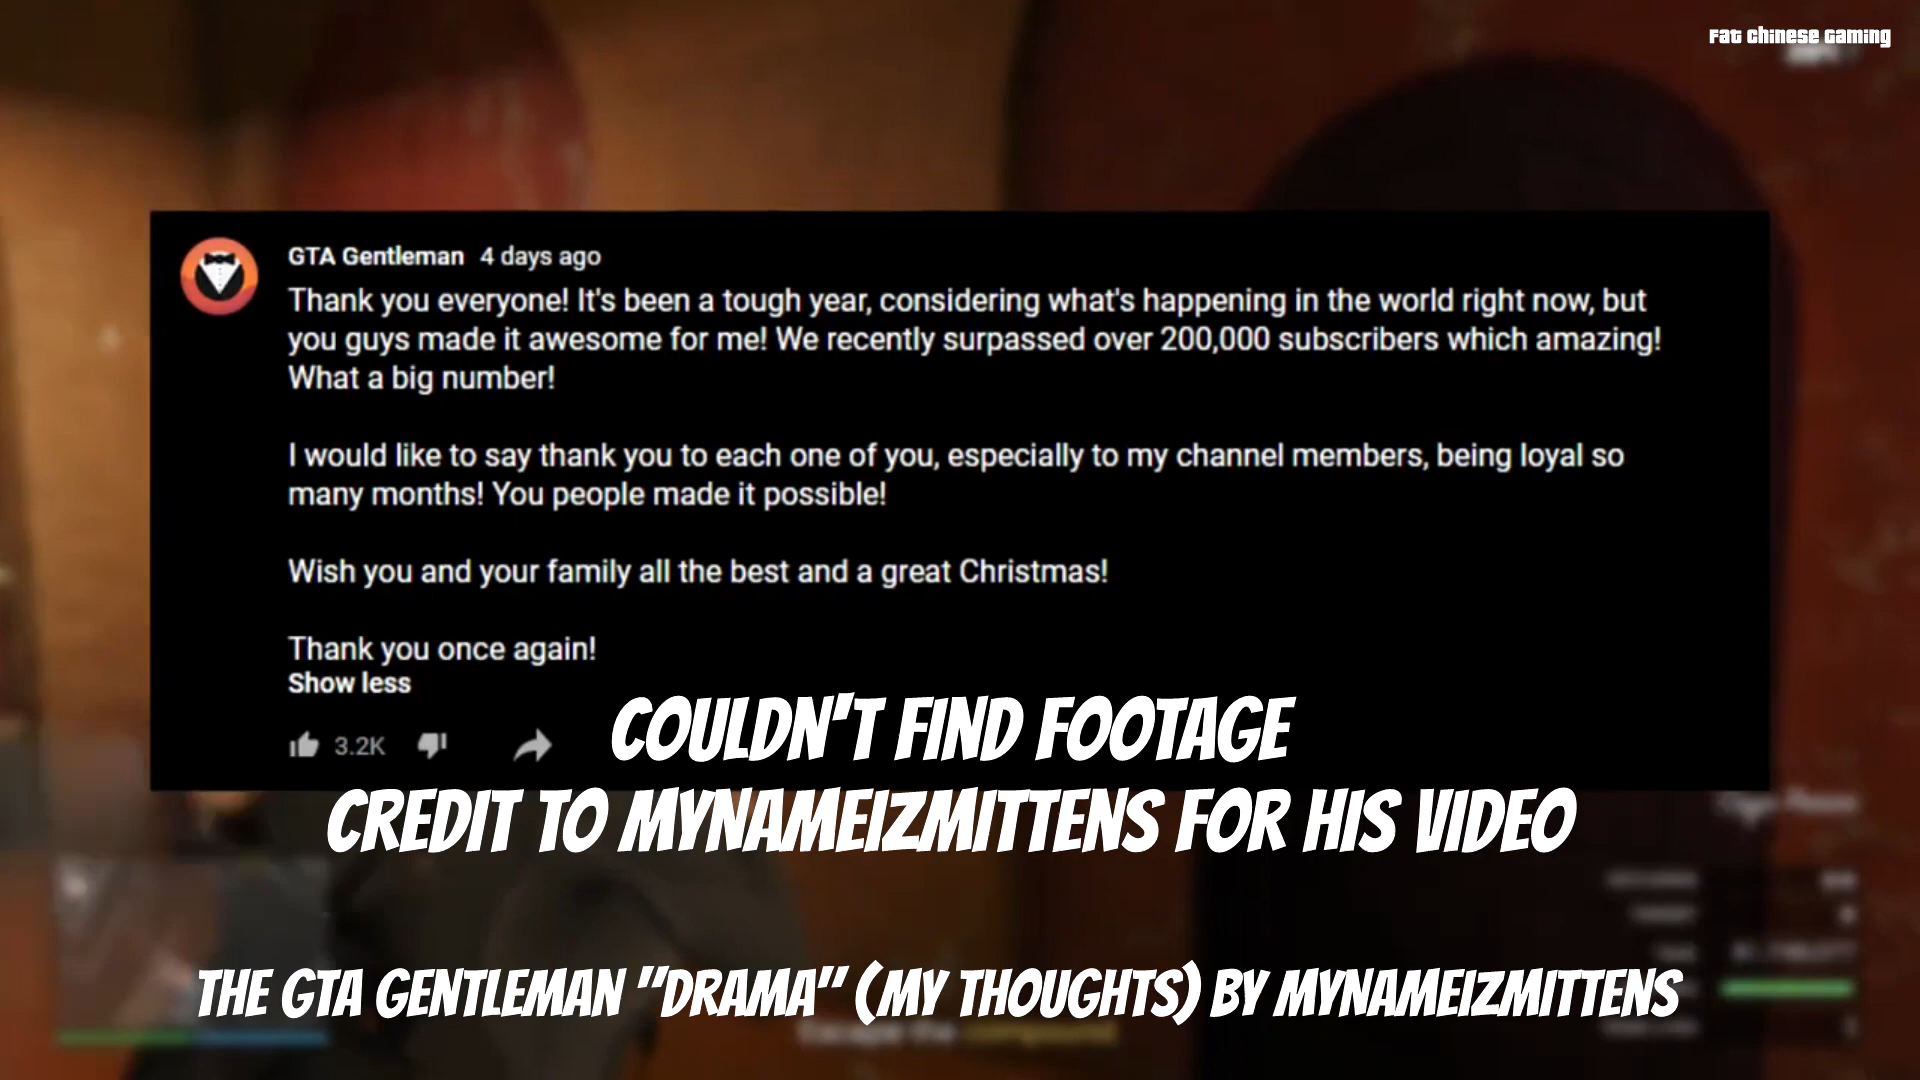 Fat Chinese Gaming
GTA Gentleman 4 days ago
Thank you everyone! It's been a tough year, considering what's happening in the world right now, but
you guys made it awesome for me! We recently surpassed over 200,000 subscribers which amazing!
What a big number!
I would like to say thank you to each one of you, especially to my channel members, being loyal so
many months! You people made it possible!
Wish you and your family all the best and a great Christmas!
Thank you once again!
Show less
3.2K
COULDN'T FIND FOOTAGE
CREDIT TO MYNAMEIZMITTENS FOR HIS VIDEO
THE GTA GENTLEMAN "DRAMA" (MY THOUGHTS) BY MYNAMEIZMITTENS
Escape the compound